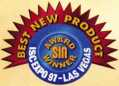 BEST NEW PRODUCT
AWARD
SIN
WINNER
ISC EXPO 97 - LAS VEGAS